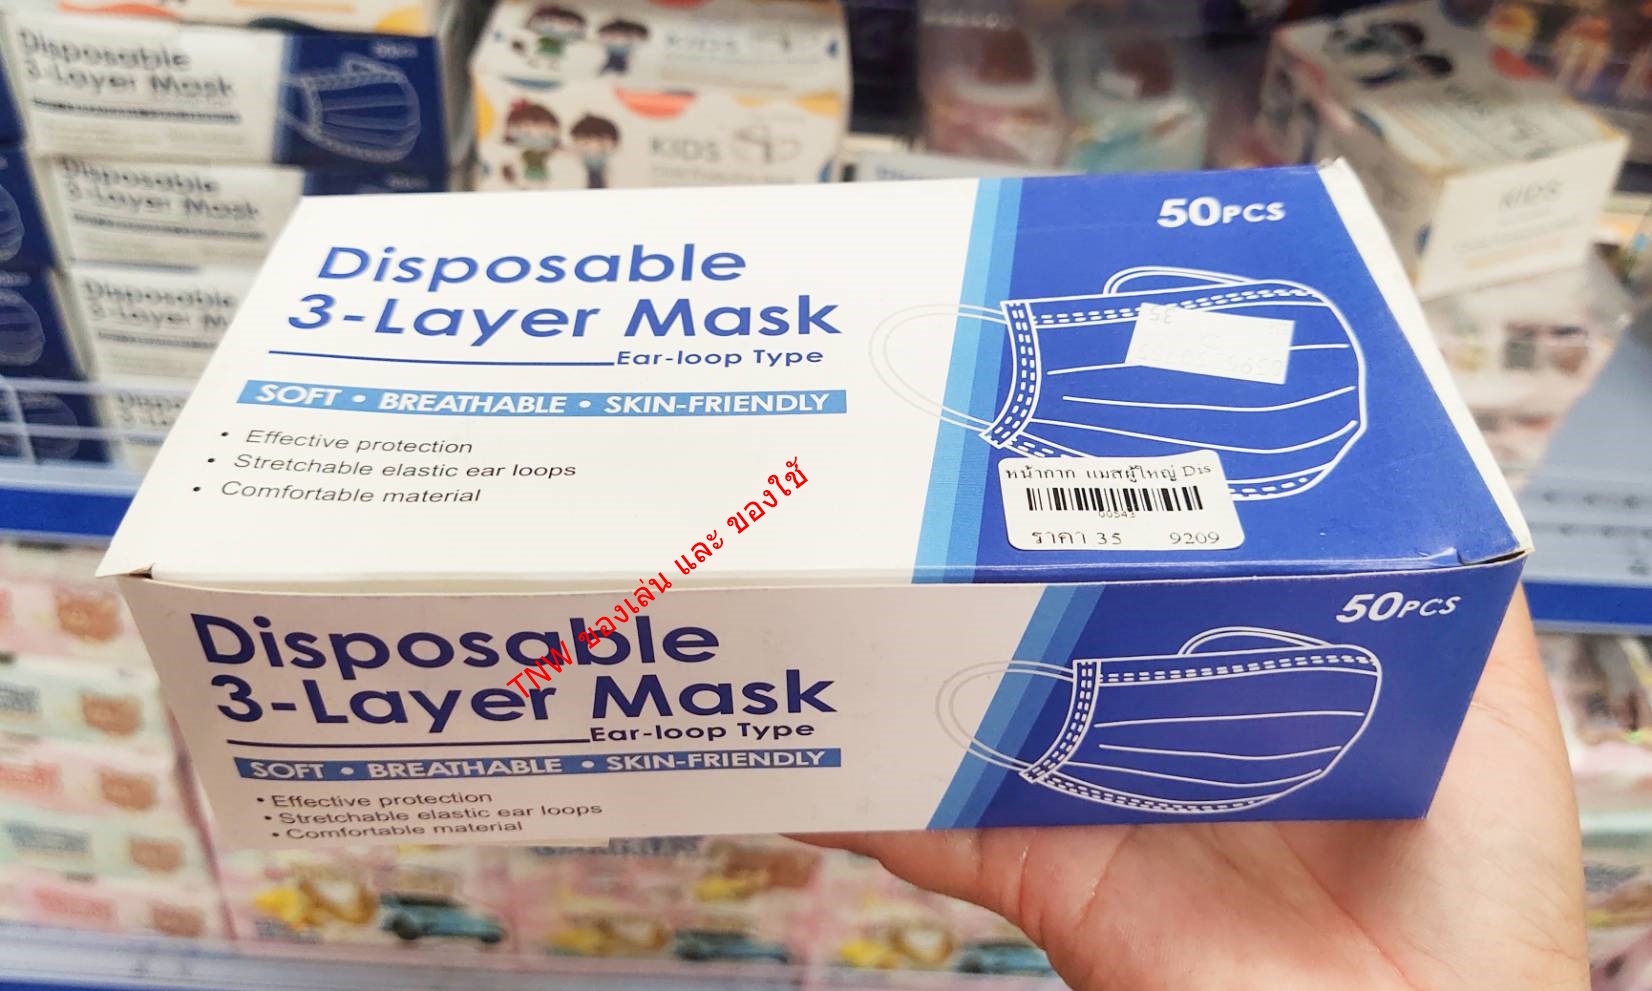 Disposable
3-Layer Mask
KIDS
KIDS
KIDS
Disposable
3-Layer Mask
Disposable
50PCS
Disposable
3-Layer Mask
Ear-loop Type
SOFT • BREATHABLE • SKIN-FRIENDLY
• Effective protection
• Stretchable elastic ear loops
• Comfortable material
หน้ากาก แมสผู้ใหญ่ Dis
00543
ราคา 35 9209
TNW ของเล่น และ ของใช้
50PCS
Disposable
3-Layer Mask
Ear-loop Type
SOFT • BREATHABLE • SKIN-FRIENDLY
• Effective protection
• Stretchable elastic ear loops
• Comfortable material